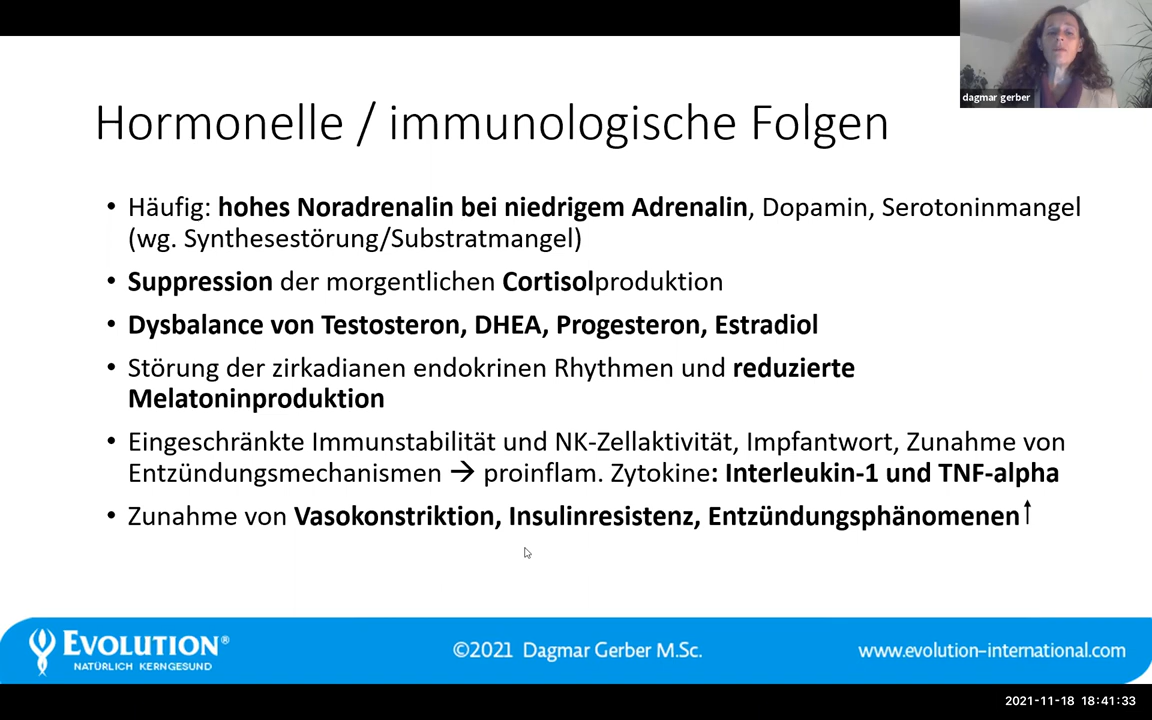 dagmar gerber
Hormonelle / immunologische Folgen
• Häufig: hohes Noradrenalin bei niedrigem Adrenalin, Dopamin, Serotoninmangel
(wg. Synthesestörung/Substratmangel)
• Suppression der morgentlichen Cortisolproduktion
• Dysbalance von Testosteron, DHEA, Progesteron, Estradiol
• Störung der zirkadianen endokrinen Rhythmen und reduzierte
Melatoninproduktion
• Eingeschränkte Immunstabilität und NK-Zellaktivität, Impfantwort, Zunahme von
Entzündungsmechanismen → proinflam. Zytokine: Interleukin-1 und TNF-alpha
• Zunahme von Vasokonstriktion, Insulinresistenz, Entzündungsphänomenen↑
EVOLUTION®
NATÜRLICH KERNGESUND
©2021 Dagmar Gerber M.Sc.
www.evolution-international.com
2021-11-18 18:41:33